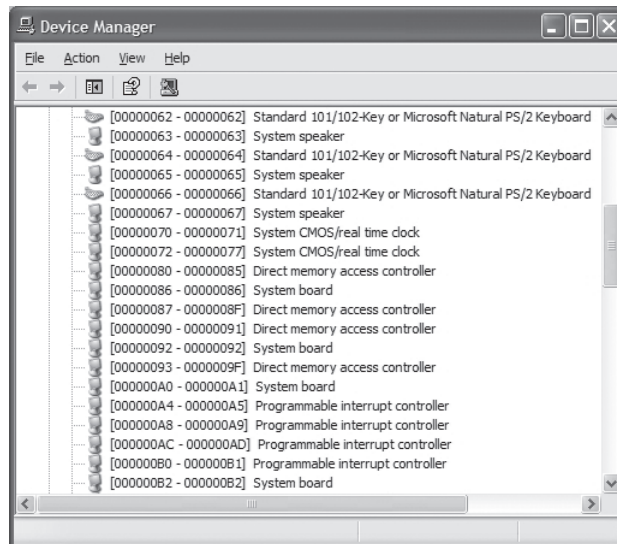 Device Manager
File Action View Help
[00000062 - 00000062] Standard 101/102-Key or Microsoft Natural PS/2 Keyboard
[00000063 - 00000063] System speaker
[00000064 - 00000064] Standard 101/102-Key or Microsoft Natural PS/2 Keyboard
[00000065 - 00000065] System speaker
[00000066 - 00000066] Standard 101/102-Key or Microsoft Natural PS/2 Keyboard
[00000067 - 00000067] System speaker
[00000070 - 00000071] System CMOS/real time clock
[00000072 - 00000077] System CMOS/real time clock
[00000080 - 00000085] Direct memory access controller
[00000086 - 00000086] System board
[00000087 - 0000008F] Direct memory access controller
[00000090 - 00000091] Direct memory access controller
[00000092 - 00000092] System board
[00000093 - 0000009F] Direct memory access controller
[000000A0 - 000000A1] System board
[000000A4 - 000000A5] Programmable interrupt controller
[000000A8 - 000000A9] Programmable interrupt controller
[000000AC - 000000AD] Programmable interrupt controller
[000000B0 - 000000B1] Programmable interrupt controller
[000000B2 - 000000B2] System board